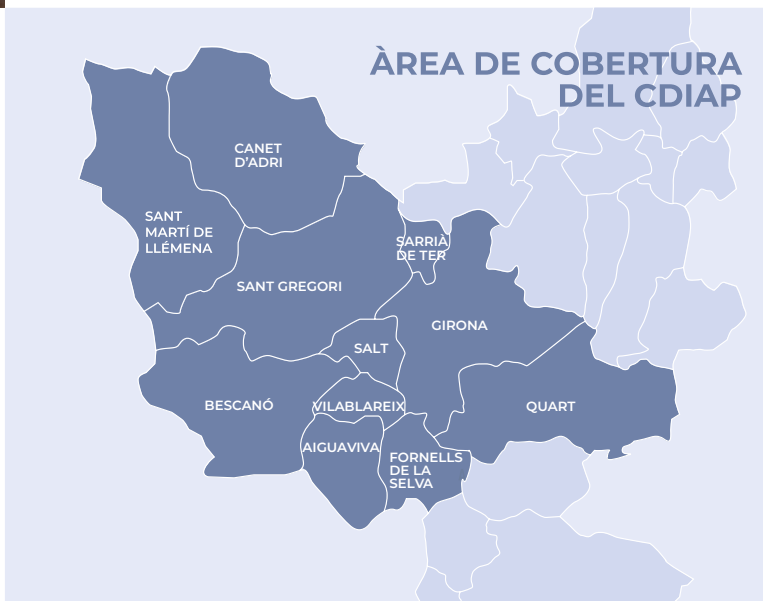 ÀREA DE COBERTURA
DEL CDIAP
CANET
D'ADRI
SANT
MARTÍ DE
LLÉMENA
SARRIÀ
DE TER
SANT GREGORI
GIRONA
SALT
BESCANÓ
VILABLAREIX
QUART
AIGUAVIVA
FORNELLS
DE LA
SELVA